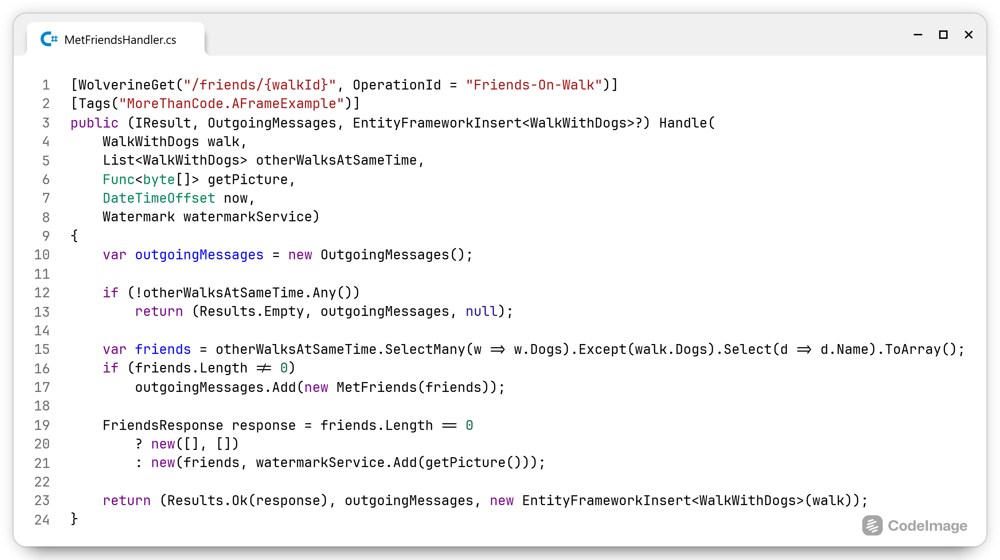 MetFriendsHandler.cs
1 [WolverineGet("/friends/{walkId}", OperationId = "Friends-On-Walk")]
2 [Tags("MoreThanCode.AFrameExample")]
3 public (IResult, OutgoingMessages, EntityFrameworkInsert<WalkWithDogs>?) Handle(
4     WalkWithDogs walk,
5     List<WalkWithDogs> otherWalksAtSameTime,
6     Func<byte[]> getPicture,
7     DateTimeOffset now,
8     Watermark watermarkService)
9 {
10     var outgoingMessages = new OutgoingMessages();
11
12     if (!otherWalksAtSameTime.Any())
13         return (Results.Empty, outgoingMessages, null);
14
15     var friends = otherWalksAtSameTime.SelectMany(w => w.Dogs).Except(walk.Dogs).Select(d => d.Name).ToArray();
16     if (friends.Length != 0)
17         outgoingMessages.Add(new MetFriends(friends));
18
19     FriendsResponse response = friends.Length == 0
20         ? new([], [])
21         : new(friends, watermarkService.Add(getPicture()));
22
23     return (Results.Ok(response), outgoingMessages, new EntityFrameworkInsert<WalkWithDogs>(walk));
24 }
CodeImage